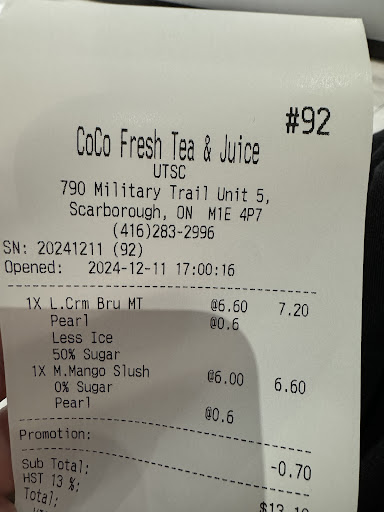 #92
CoCo Fresh Tea & Juice
UTSC
790 Military Trail Unit 5,
Scarborough, ON M1E 4P7
(416)283-2996
SN: 20241211 (92)
Opened: 2024-12-11 17:00:16
1X L.Crm Bru MT @6.60 7.20
Pearl @0.6
Less Ice
50% Sugar
1X M.Mango Slush @6.00 6.60
0% Sugar
Pearl @0.6
Promotion:
-0.70
Sub Total:
HST 13 %:
Total: